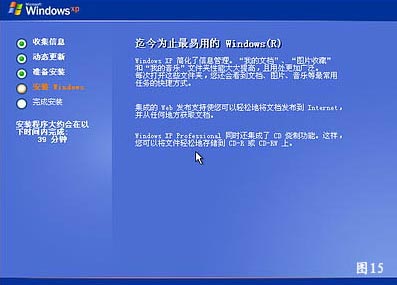 Microsoft
Windows xp
收集信息
动态更新
准备安装
安装 Windows
完成安装
安装程序大约会在以
下时间内完成:
39 分钟
迄今为止最易用的 Windows(R)
Windows XP 简化了信息管理。“我的文档”、“图片收藏”
和“我的音乐”文件夹性能大大提高，且用处更加广泛。
每次打开这些文件夹，您还会看到文档、图片、音乐等最常用
任务的快捷方式。
集成的 Web 发布支持使您可以轻松地将文档发布到 Internet，
并从任何地方获取文档。
Windows XP Professional 同时还集成了 CD 烧制功能。这样，
您可以将文件轻松地存储到 CD-R 或 CD-RW 上。
图15